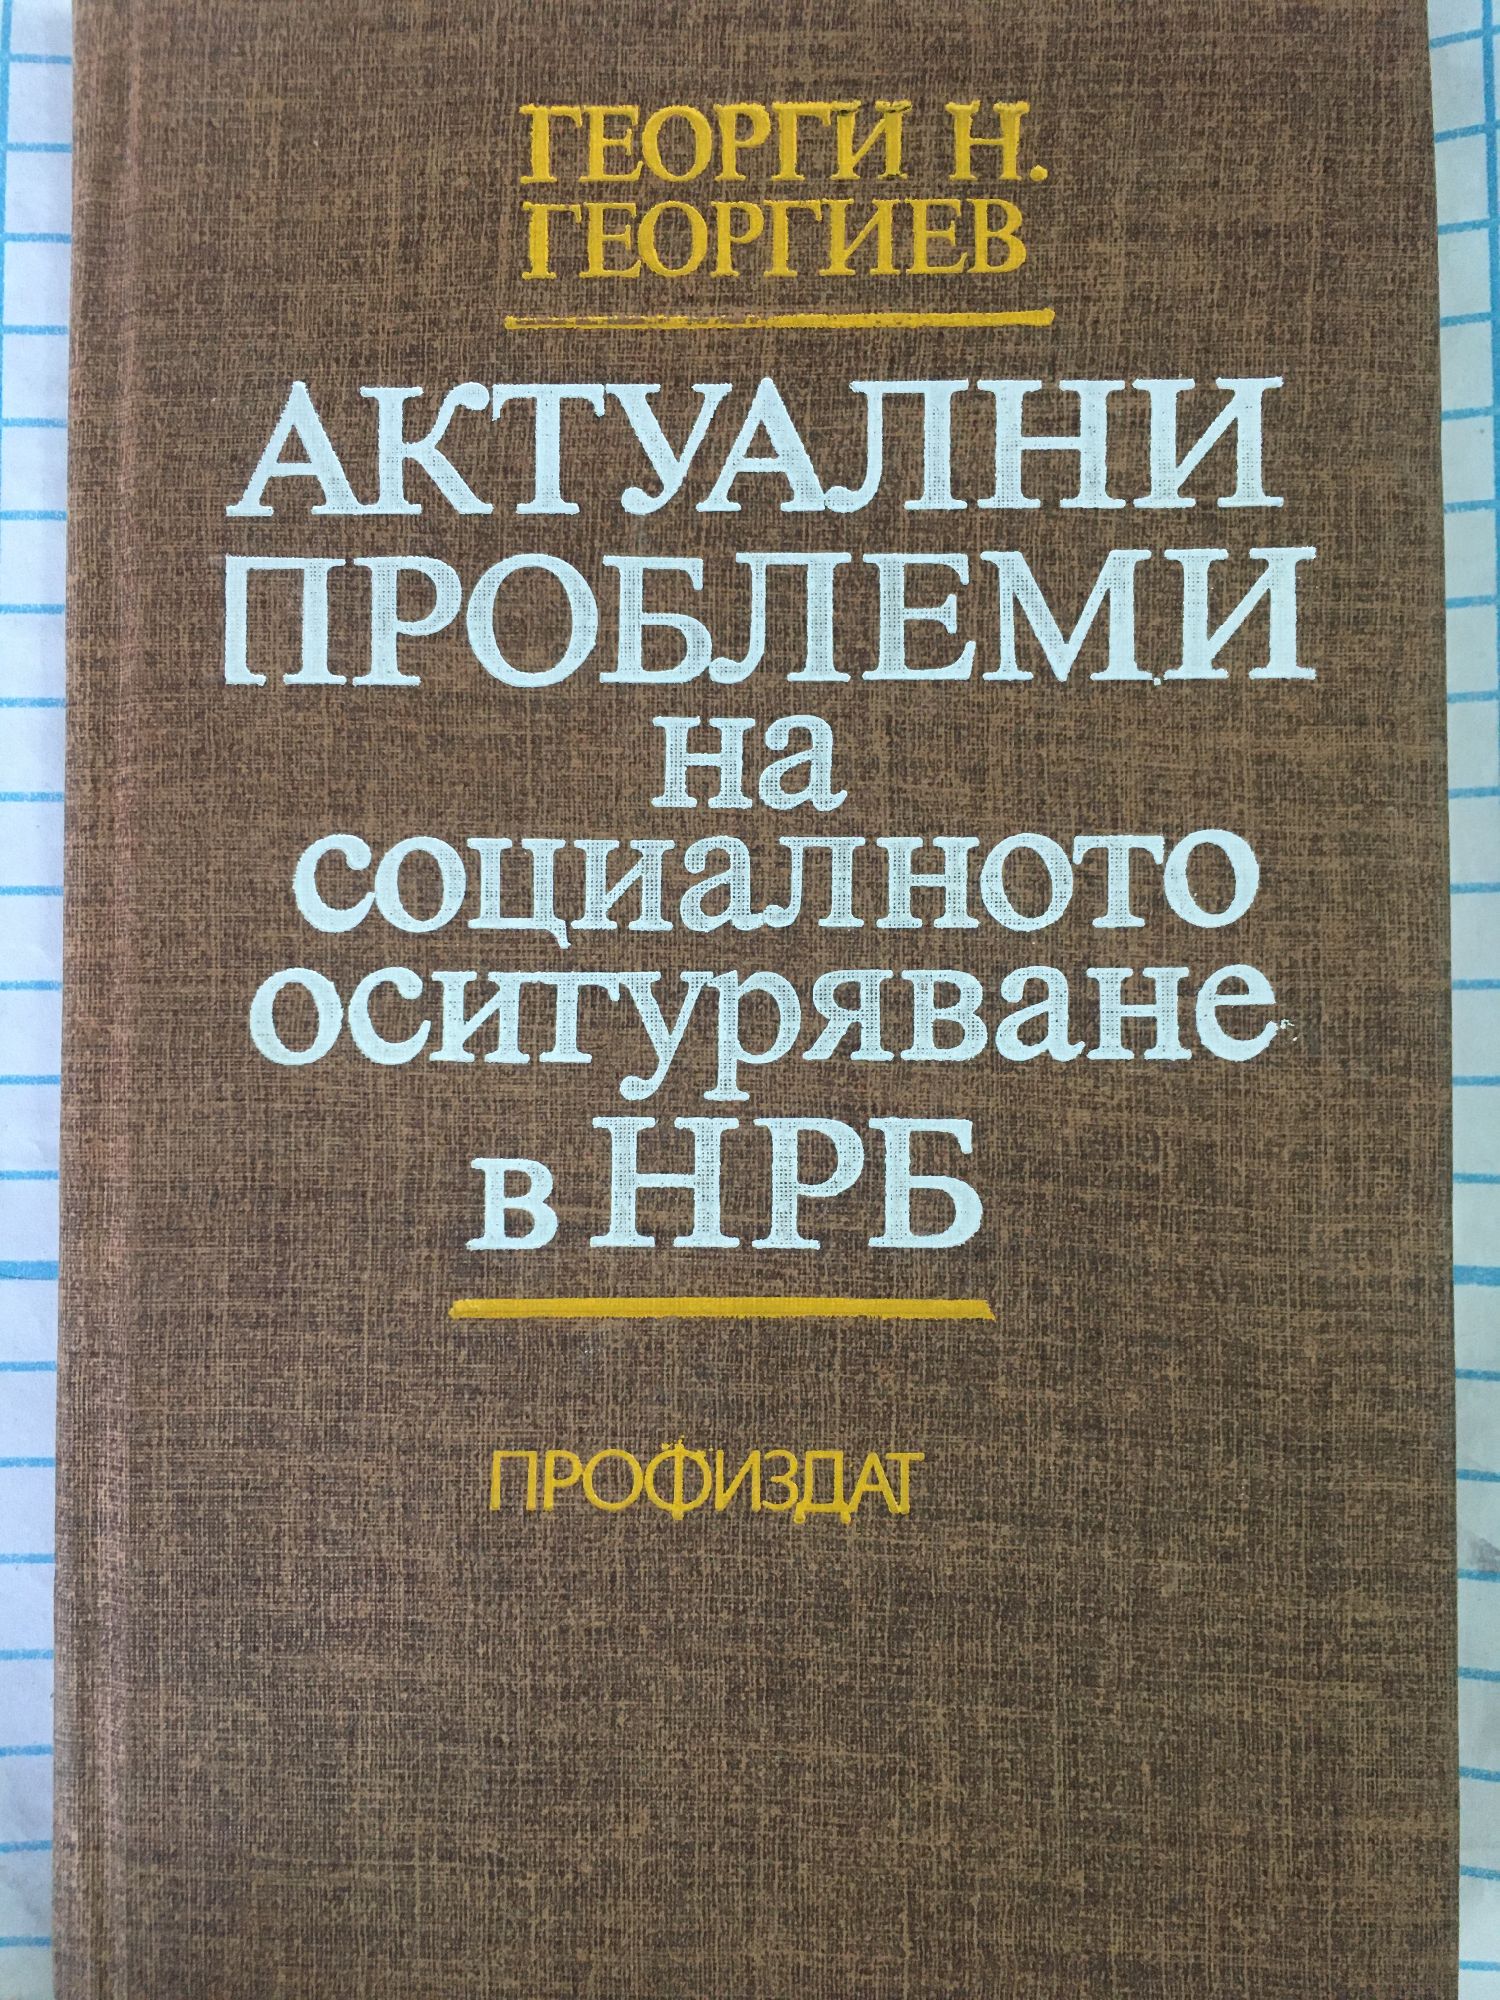 ГЕОРГИ Н.
ГЕОРГИЕВ
АКТУАЛНИ
ПРОБЛЕМИ
на
социалното
осигуряване
в НРБ
ПРОФИЗДАТ